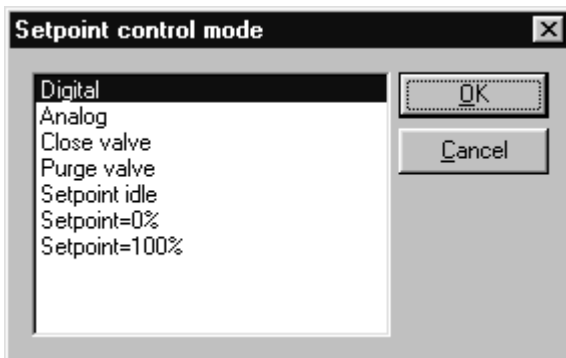 Setpoint control mode
Digital
Analog
Close valve
Purge valve
Setpoint idle
Setpoint=0%
Setpoint=100%
OK
Cancel